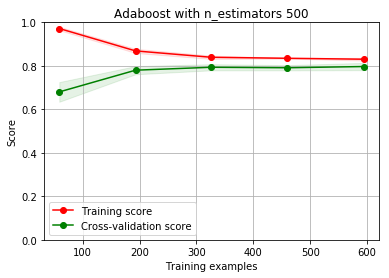 Adaboost with n_estimators 500
1.0
0.8
0.6
0.4
0.2
0.0
Score
Training score
Cross-validation score
100 200 300 400 500 600
Training examples